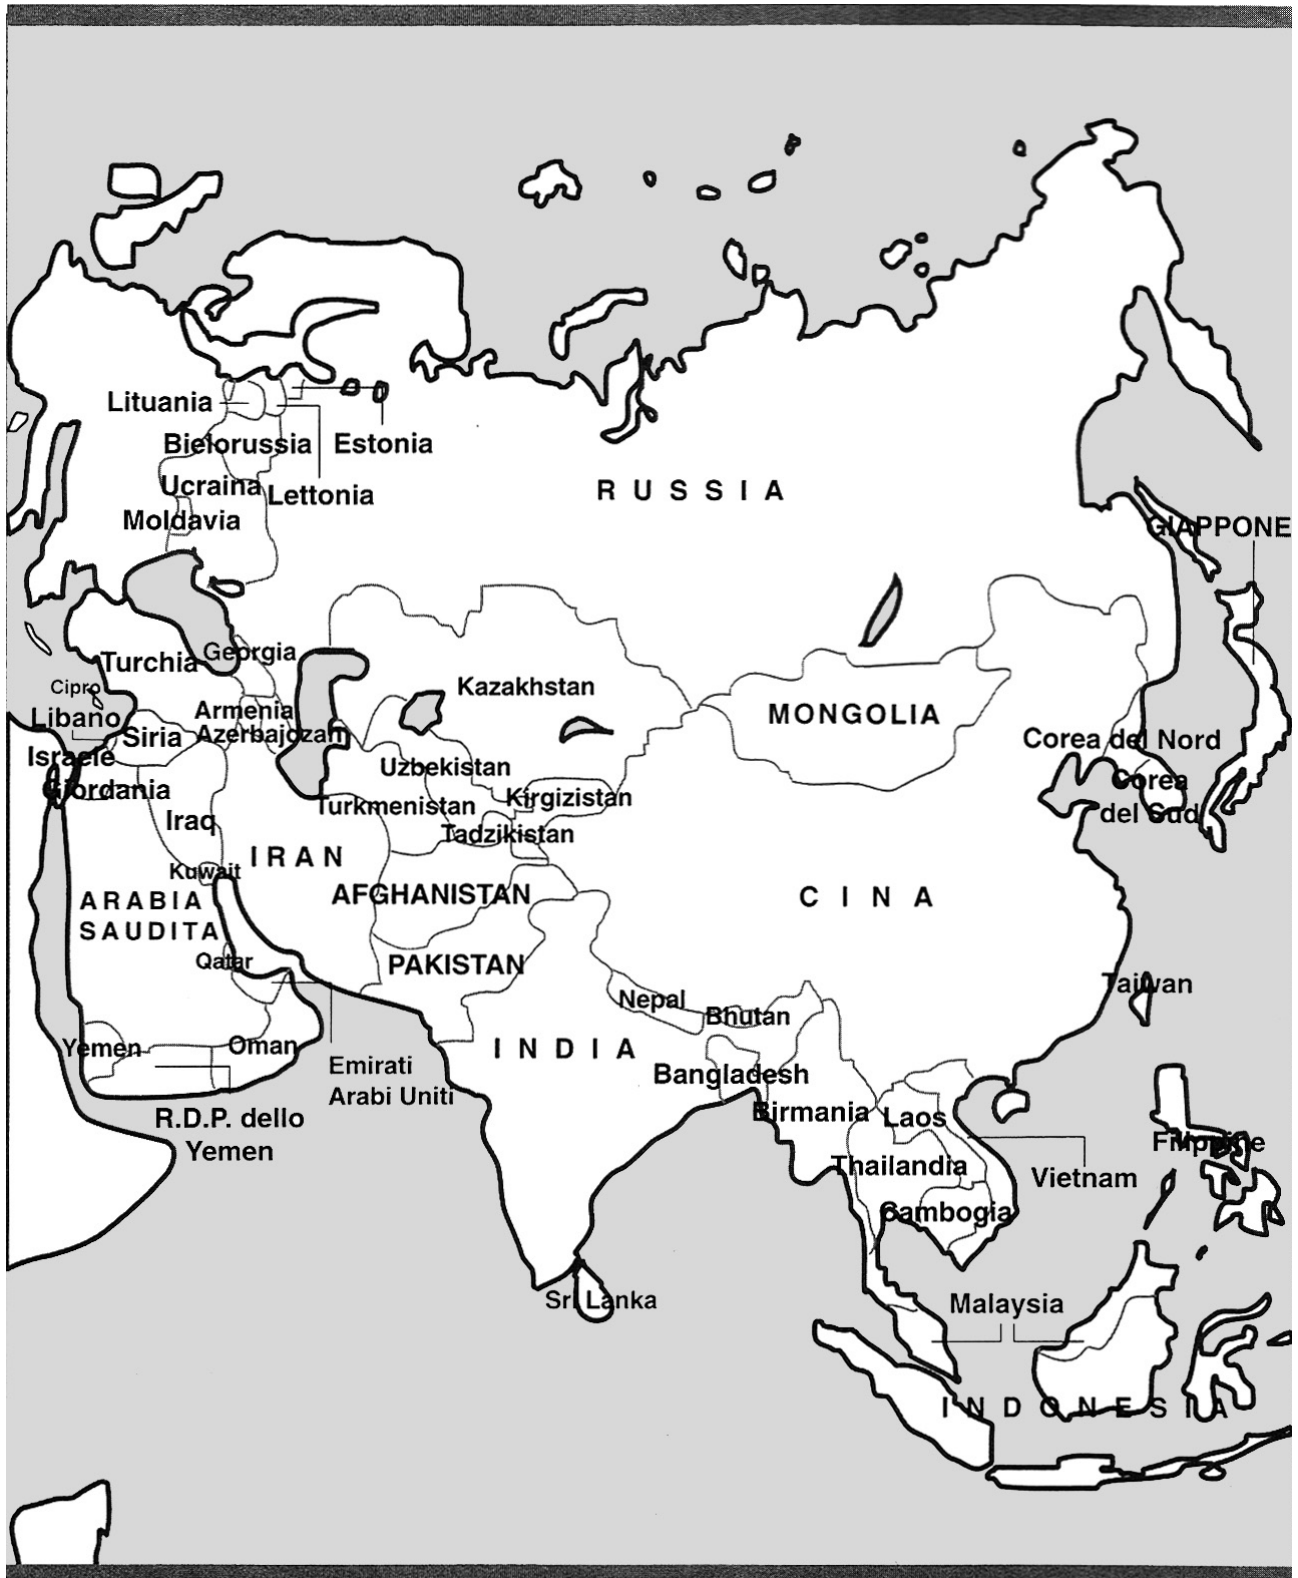 Lituania
Bielorussia
Estonia
Ucraina
Lettonia
Moldavia
RUSSIA
GIAPPONE
Georgia
Turchia
Cipro
Kazakhstan
Libano
Armenia
MONGOLIA
Siria
Azerbajdzan
Corea del Nord
Israele
Uzbekistan
Giordania
Corea
del Sud
Turkmenistan
Kirgizistan
Iraq
Tadzikistan
IRAN
Kuwait
AFGHANISTAN
CINA
ARABIA
SAUDITA
Qatar
PAKISTAN
Taiwan
Nepal
Bhutan
Yemen
Oman
INDIA
Emirati
Arabi Uniti
Bangladesh
Birmania
Laos
R.D.P. dello
Yemen
Filippine
Thailandia
Vietnam
Cambogia
Sri Lanka
Malaysia
INDONESIA